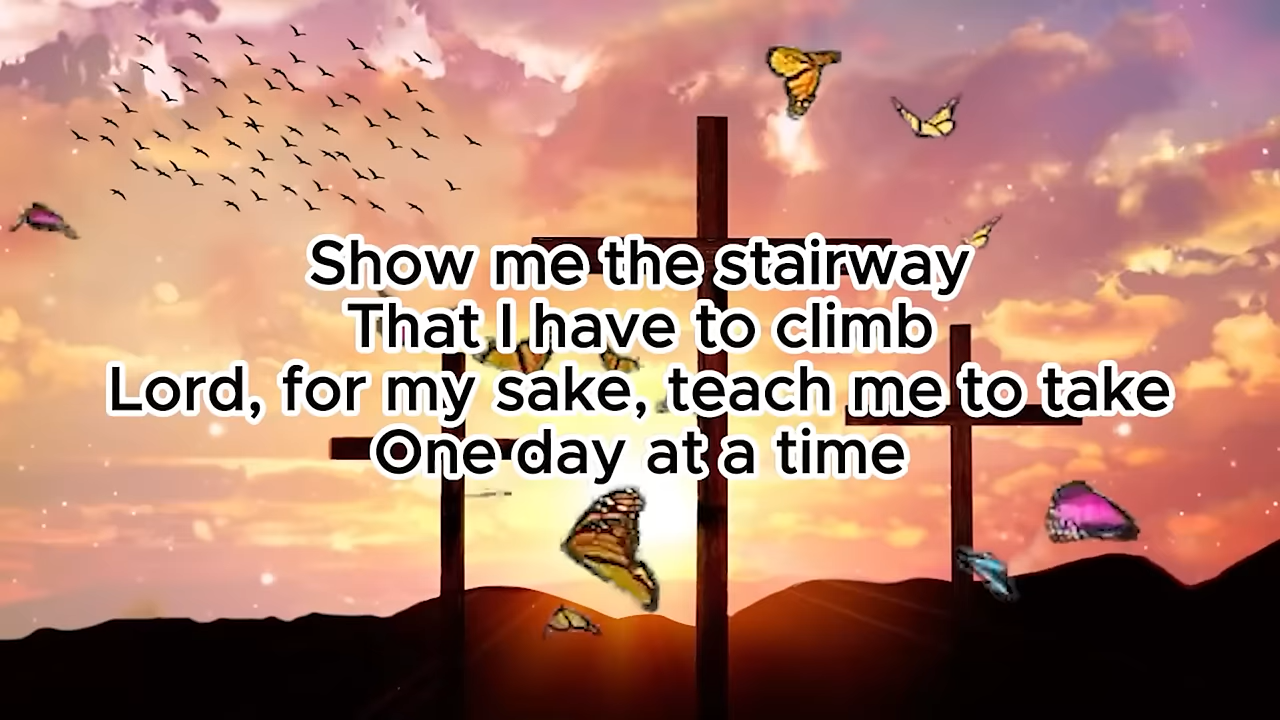 Show me the stairway
That I have to climb
Lord, for my sake, teach me to take
One day at a time